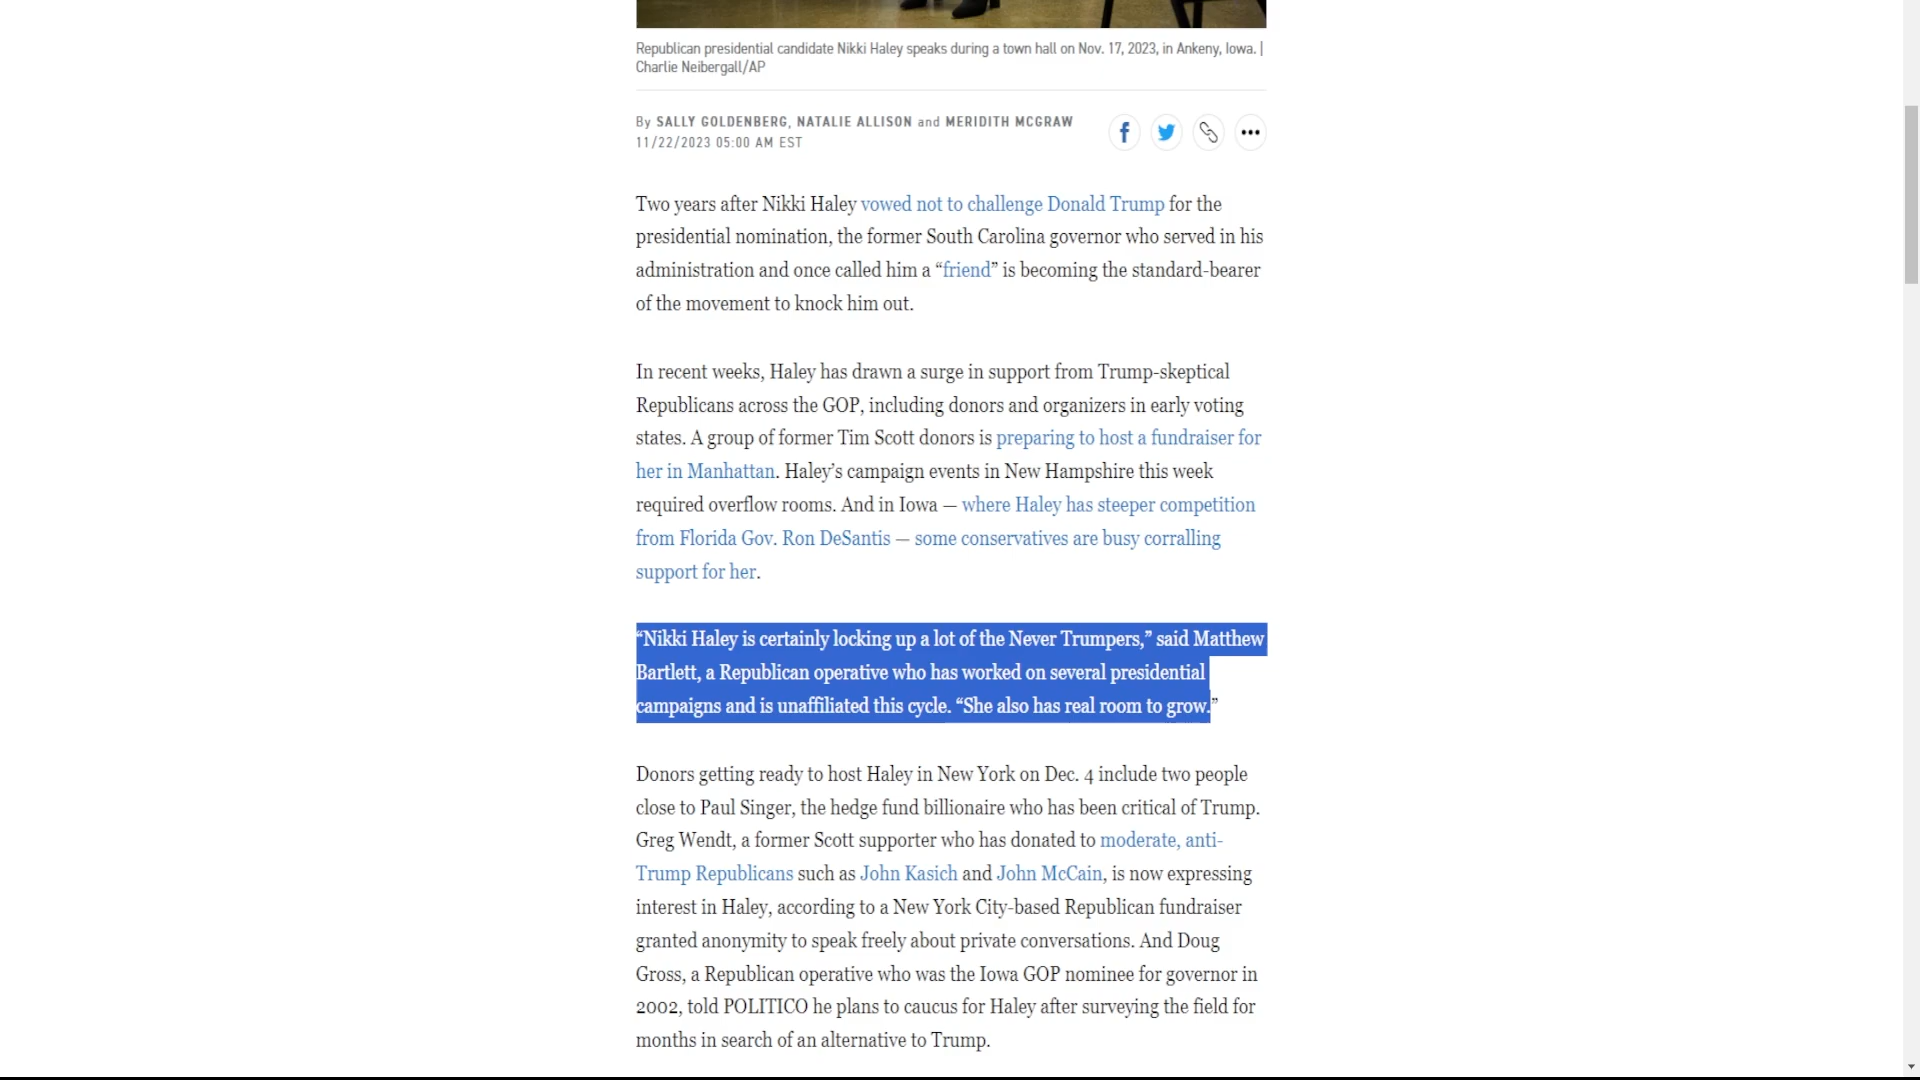 Republican presidential candidate Nikki Haley speaks during a town hall on Nov. 17, 2023, in Ankeny, Iowa. |
Charlie Neibergall/AP
By SALLY GOLDENBERG, NATALIE ALLISON and MERIDITH MCGRAW
11/22/2023 05:00 AM EST
Two years after Nikki Haley vowed not to challenge Donald Trump for the
presidential nomination, the former South Carolina governor who served in his
administration and once called him a “friend” is becoming the standard-bearer
of the movement to knock him out.
In recent weeks, Haley has drawn a surge in support from Trump-skeptical
Republicans across the GOP, including donors and organizers in early voting
states. A group of former Tim Scott donors is preparing to host a fundraiser for
her in Manhattan. Haley’s campaign events in New Hampshire this week
required overflow rooms. And in Iowa — where Haley has steeper competition
from Florida Gov. Ron DeSantis — some conservatives are busy corralling
support for her.
“Nikki Haley is certainly locking up a lot of the Never Trumpers,” said Matthew
Bartlett, a Republican operative who has worked on several presidential
campaigns and is unaffiliated this cycle. “She also has real room to grow.”
Donors getting ready to host Haley in New York on Dec. 4 include two people
close to Paul Singer, the hedge fund billionaire who has been critical of Trump.
Greg Wendt, a former Scott supporter who has donated to moderate, anti-
Trump Republicans such as John Kasich and John McCain, is now expressing
interest in Haley, according to a New York City-based Republican fundraiser
granted anonymity to speak freely about private conversations. And Doug
Gross, a Republican operative who was the Iowa GOP nominee for governor in
2002, told POLITICO he plans to caucus for Haley after surveying the field for
months in search of an alternative to Trump.